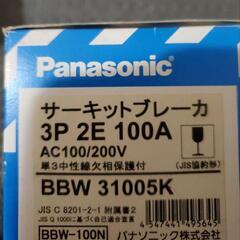 Panasonic
サーキットブレーカ
3P 2E 100A
AC100/200V
単3中性線欠相保護付
(JIS協約形)
BBW 31005K
JIS C 8201-2-1 附属書2
JIS Q 1000に基づく自己適合宣言
4 547441 495645
BBW-100N
パナソニック株式会社